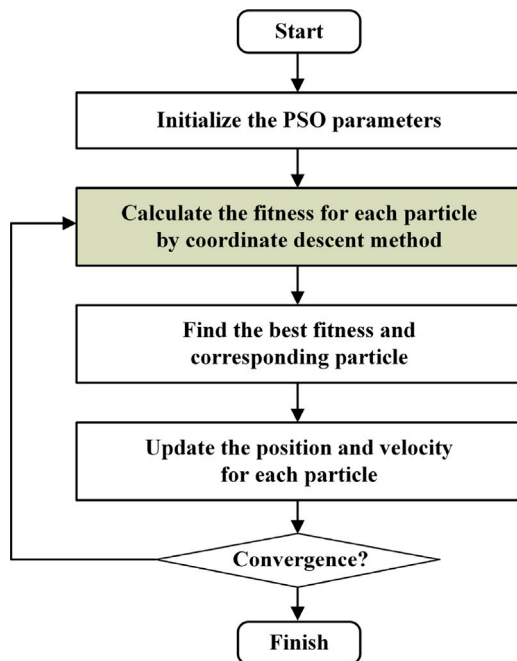 Start
Initialize the PSO parameters
Calculate the fitness for each particle
by coordinate descent method
Find the best fitness and
corresponding particle
Update the position and velocity
for each particle
Convergence?
Finish